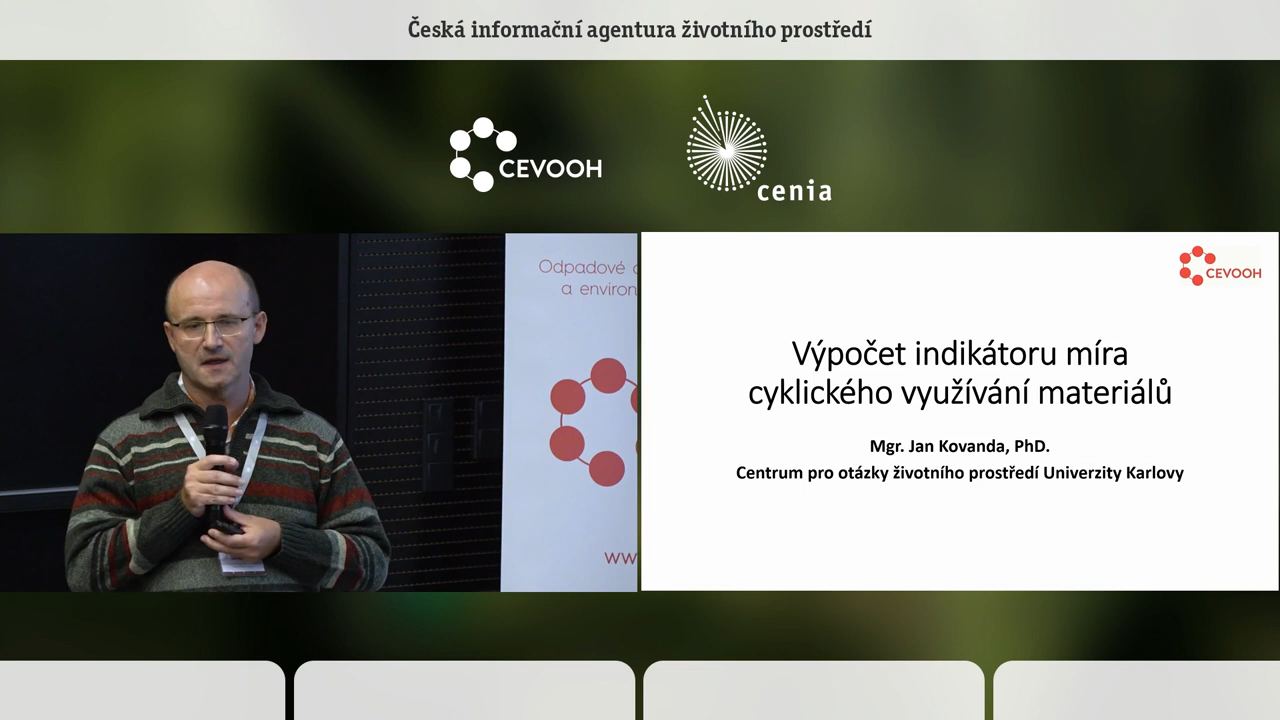 Česká informační agentura životního prostředí
CEVOOH
cenia
Odpadové
a environ
www
CEVOOH
Výpočet indikátoru míra
cyklického využívání materiálů
Mgr. Jan Kovanda, PhD.
Centrum pro otázky životního prostředí Univerzity Karlovy